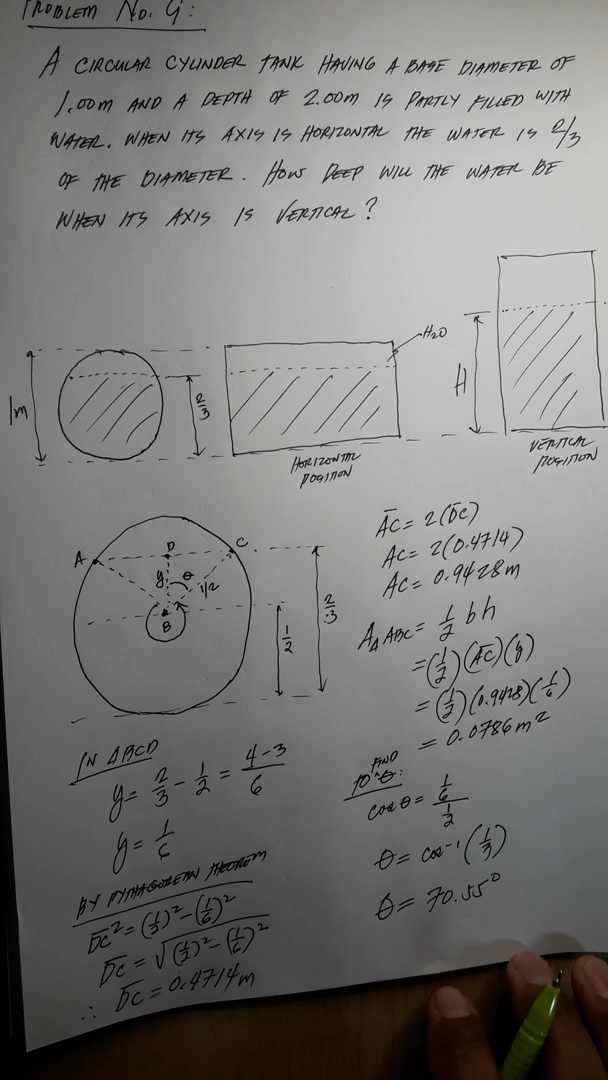 PROBLEM No. 4:
A CIRCULAR CYLINDER TANK HAVING A BASE DIAMETER OF
1.00m AND A DEPTH OF 2.00m IS PARTLY FILLED WITH
WATER. WHEN ITS AXIS IS HORIZONTAL THE WATER IS 2/3
OF THE DIAMETER. HOW DEEP WILL THE WATER BE
WHEN ITS AXIS IS VERTICAL?
1m
2/3
H2O
H
HORIZONTAL
POSITION
VERTICAL
POSITION
A
D
C
y
θ
1/2
B
1/2
2/3
IN ΔBCD
y = 2/3 - 1/2 = 4-3/6
y = 1/6
BY PYTHAGOREAN THEOREM
DC² = (1/2)² - (1/6)²
DC = √(1/2)² - (1/6)²
∴ DC = 0.4714m
AC = 2(DC)
AC = 2(0.4714)
AC = 0.9428m
AΔ ABC = 1/2 bh
= (1/2)(AC)(y)
= (1/2)(0.9428)(1/6)
= 0.0786m²
TO FIND θ:
cos θ = 1/6 / 1/2
θ = cos⁻¹(1/3)
θ = 70.55°